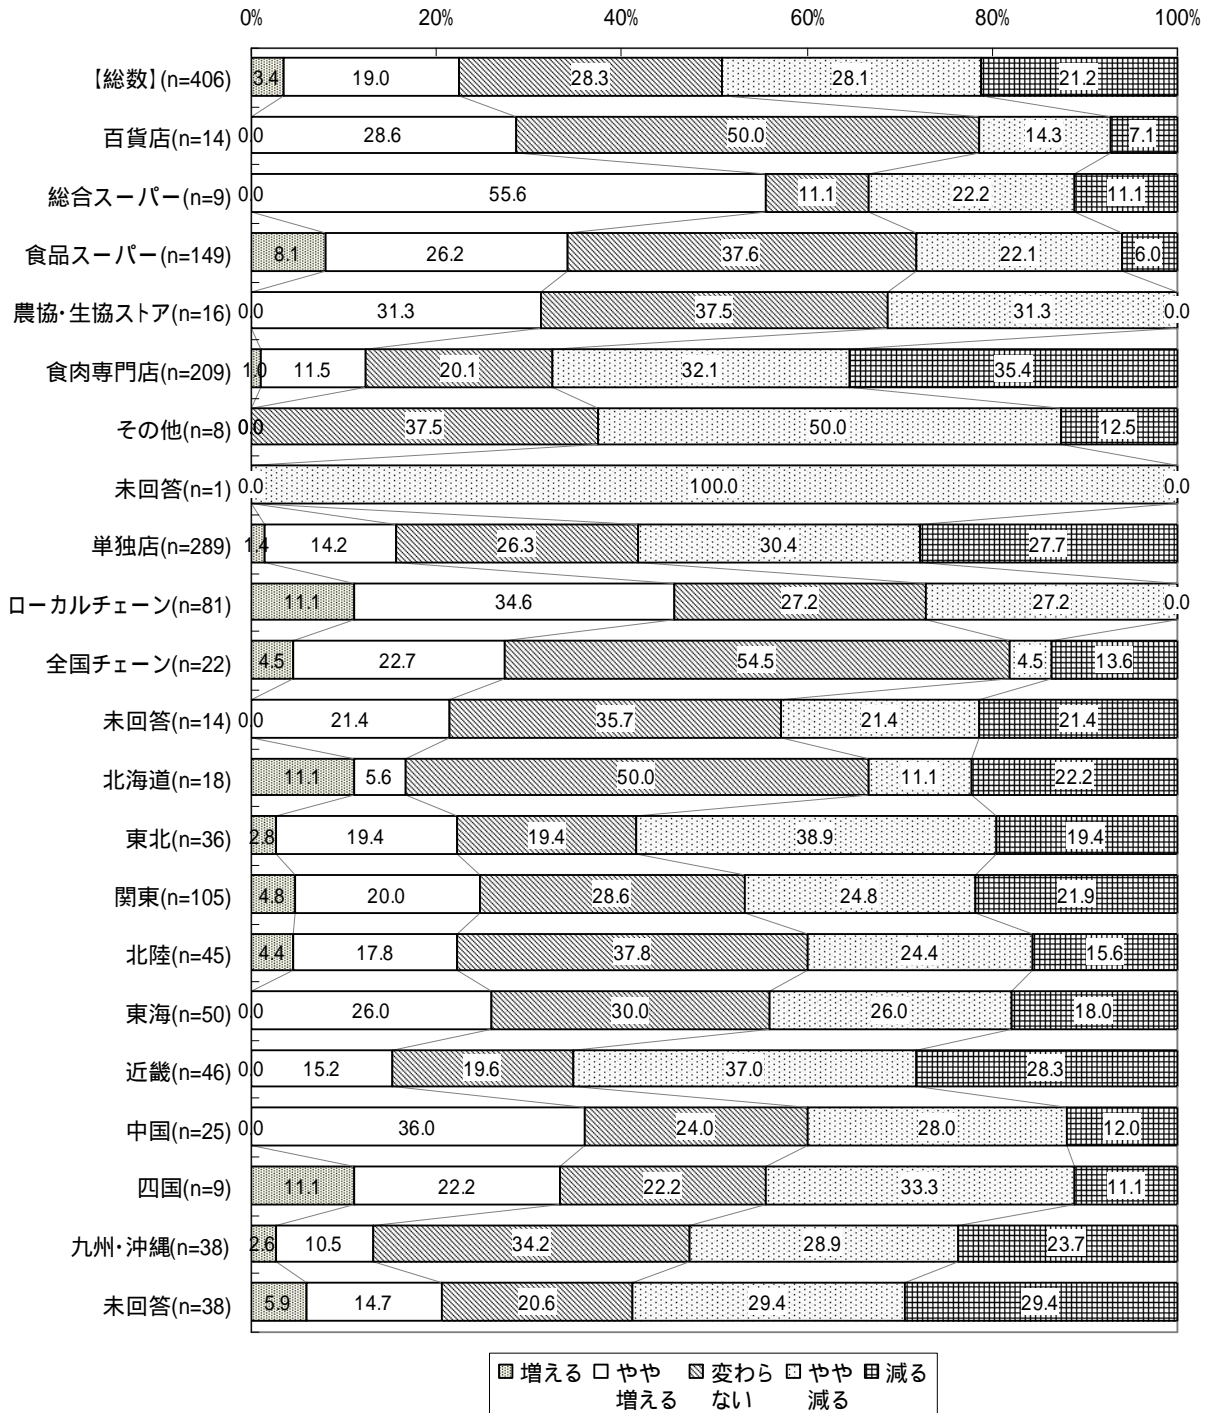 0% 20% 40% 60% 80% 100%
【総数】(n=406) 3.4 19.0 28.3 28.1 21.2
百貨店(n=14) 0.0 28.6 50.0 14.3 7.1
総合スーパー(n=9) 0.0 55.6 11.1 22.2 11.1
食品スーパー(n=149) 8.1 26.2 37.6 22.1 6.0
農協・生協ストア(n=16) 0.0 31.3 37.5 31.3 0.0
食肉専門店(n=209) 1.0 11.5 20.1 32.1 35.4
その他(n=8) 0.0 37.5 50.0 12.5
未回答(n=1) 0.0 100.0 0.0
単独店(n=289) 1.4 14.2 26.3 30.4 27.7
ローカルチェーン(n=81) 11.1 34.6 27.2 27.2 0.0
全国チェーン(n=22) 4.5 22.7 54.5 4.5 13.6
未回答(n=14) 0.0 21.4 35.7 21.4 21.4
北海道(n=18) 11.1 5.6 50.0 11.1 22.2
東北(n=36) 2.8 19.4 19.4 38.9 19.4
関東(n=105) 4.8 20.0 28.6 24.8 21.9
北陸(n=45) 4.4 17.8 37.8 24.4 15.6
東海(n=50) 0.0 26.0 30.0 26.0 18.0
近畿(n=46) 0.0 15.2 19.6 37.0 28.3
中国(n=25) 0.0 36.0 24.0 28.0 12.0
四国(n=9) 11.1 22.2 22.2 33.3 11.1
九州・沖縄(n=38) 2.6 10.5 34.2 28.9 23.7
未回答(n=38) 5.9 14.7 20.6 29.4 29.4
増える やや 変わら やや 減る
増える ない 減る